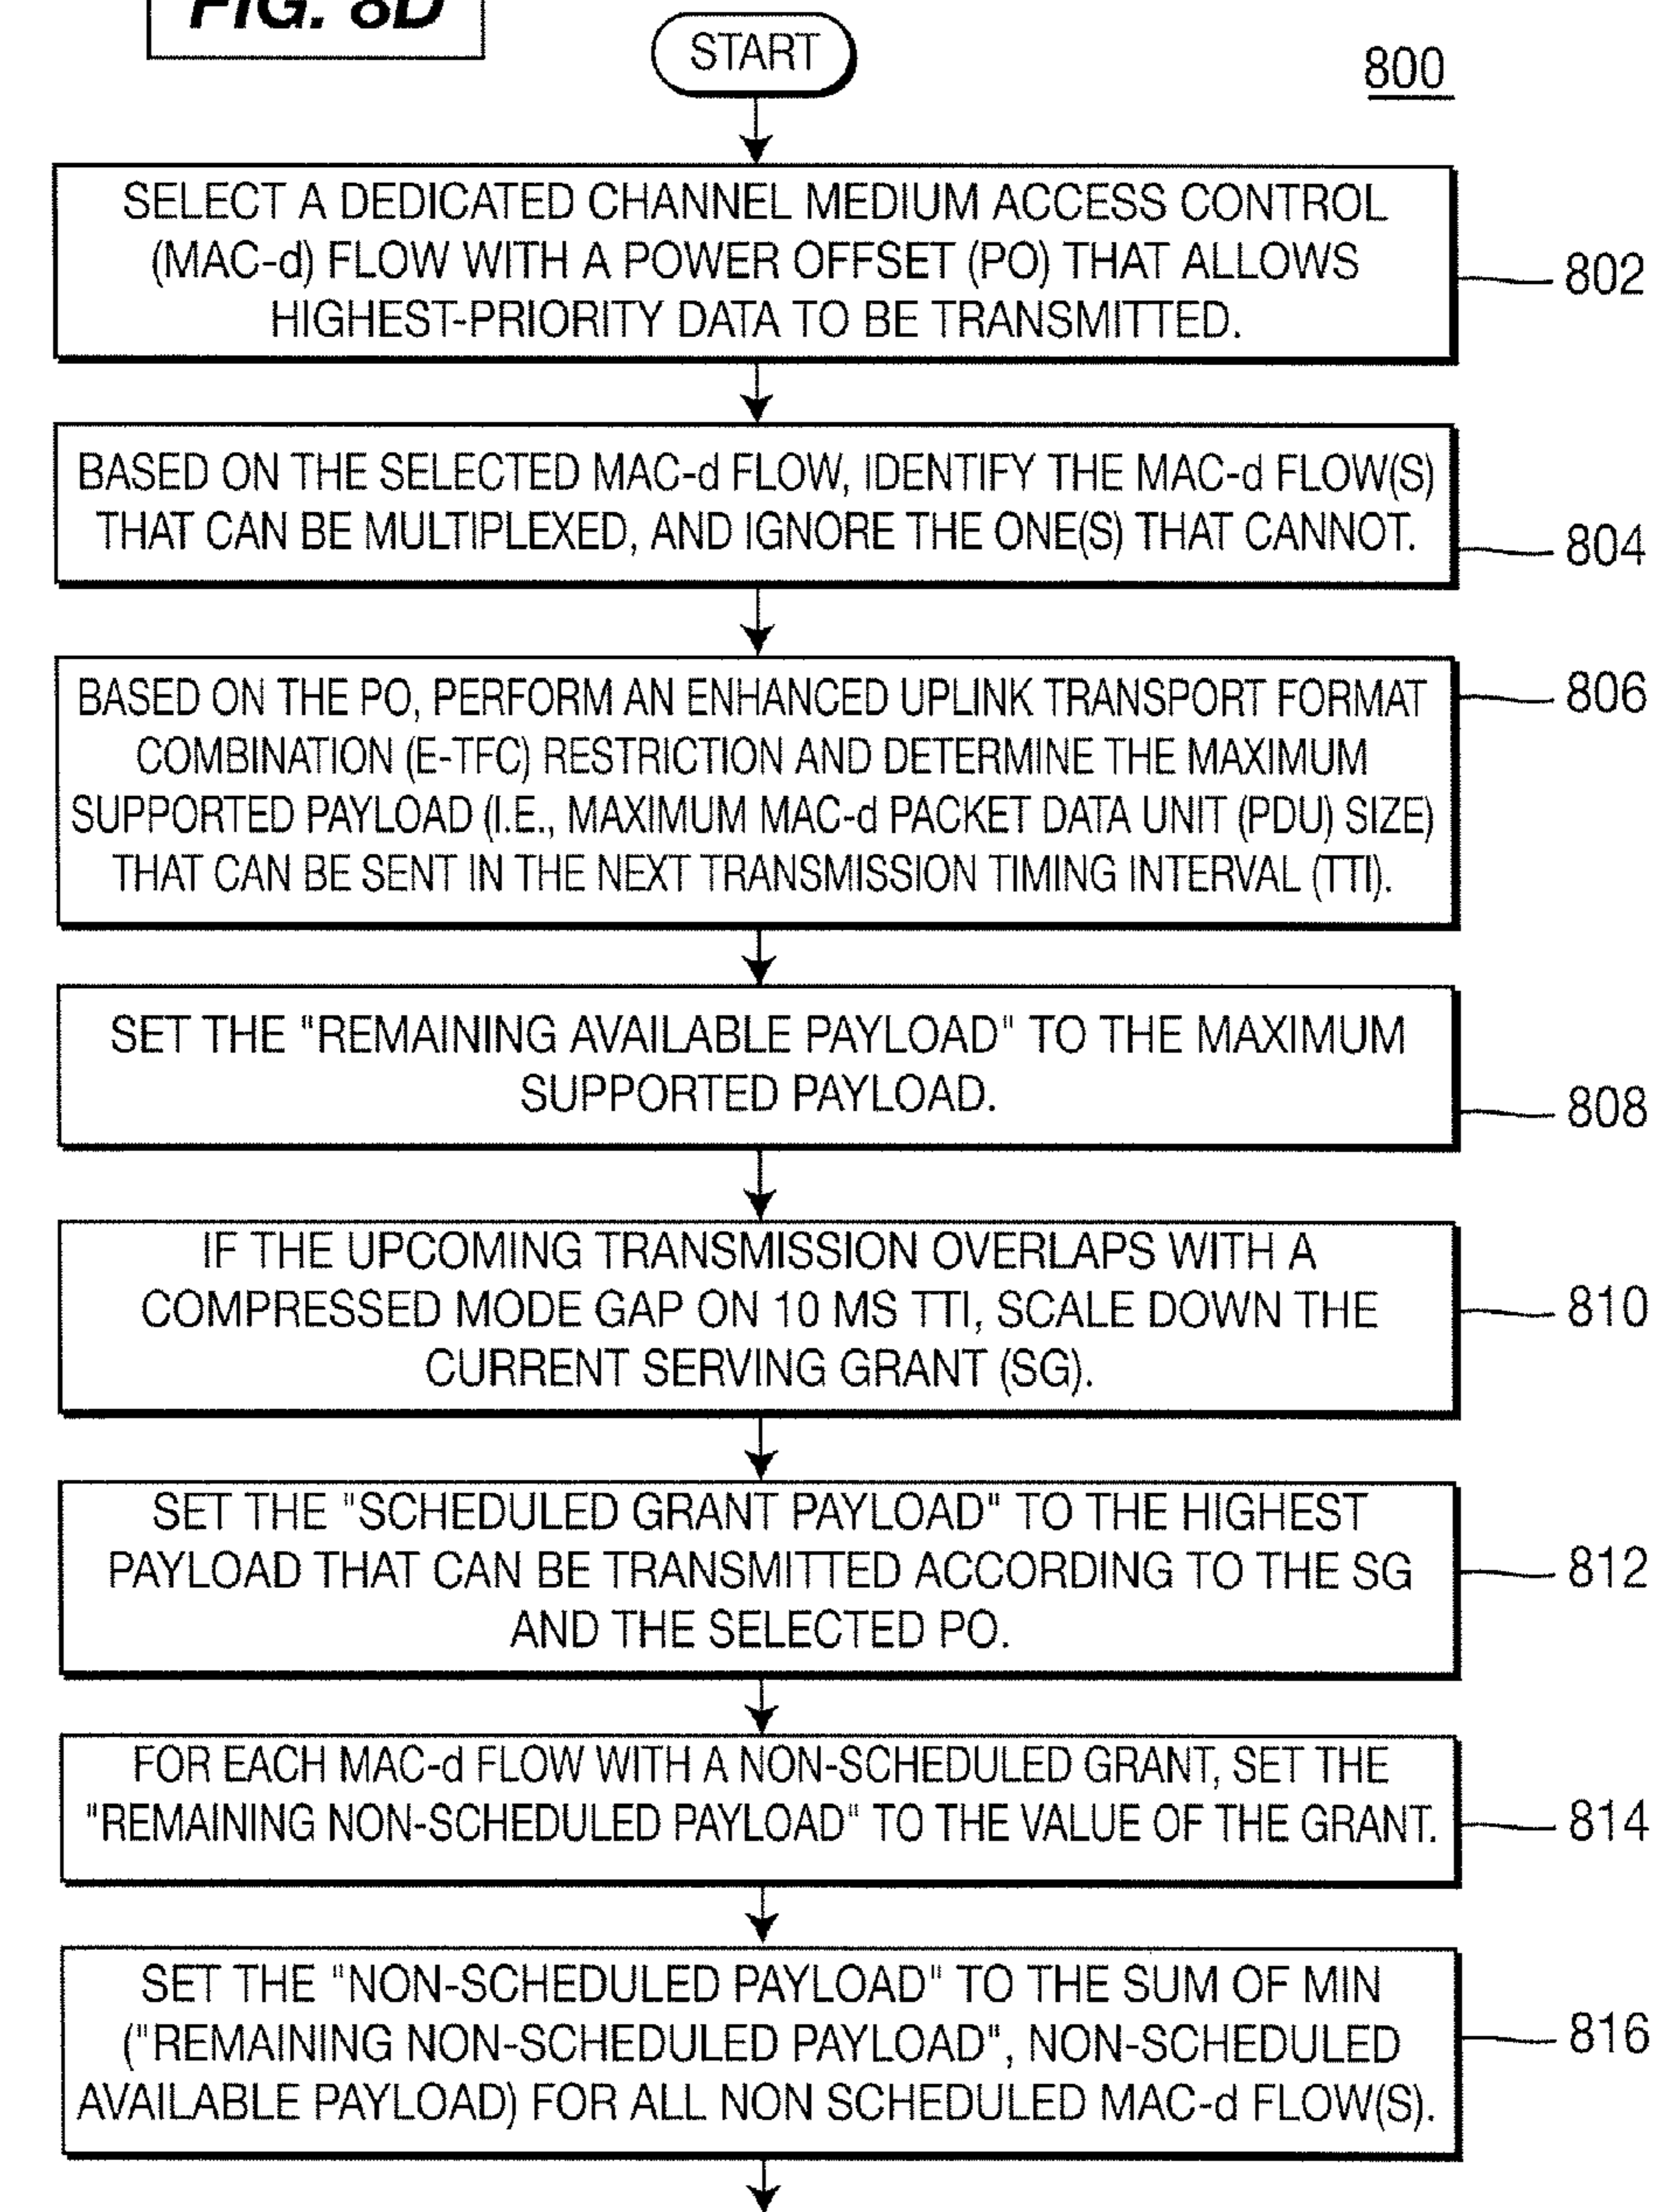 FIG. 8D
START
800
SELECT A DEDICATED CHANNEL MEDIUM ACCESS CONTROL
(MAC-d) FLOW WITH A POWER OFFSET (PO) THAT ALLOWS
HIGHEST-PRIORITY DATA TO BE TRANSMITTED.
802
BASED ON THE SELECTED MAC-d FLOW, IDENTIFY THE MAC-d FLOW(S)
THAT CAN BE MULTIPLEXED, AND IGNORE THE ONE(S) THAT CANNOT.
804
BASED ON THE PO, PERFORM AN ENHANCED UPLINK TRANSPORT FORMAT
COMBINATION (E-TFC) RESTRICTION AND DETERMINE THE MAXIMUM
SUPPORTED PAYLOAD (I.E., MAXIMUM MAC-d PACKET DATA UNIT (PDU) SIZE)
THAT CAN BE SENT IN THE NEXT TRANSMISSION TIMING INTERVAL (TTI).
806
SET THE "REMAINING AVAILABLE PAYLOAD" TO THE MAXIMUM
SUPPORTED PAYLOAD.
808
IF THE UPCOMING TRANSMISSION OVERLAPS WITH A
COMPRESSED MODE GAP ON 10 MS TTI, SCALE DOWN THE
CURRENT SERVING GRANT (SG).
810
SET THE "SCHEDULED GRANT PAYLOAD" TO THE HIGHEST
PAYLOAD THAT CAN BE TRANSMITTED ACCORDING TO THE SG
AND THE SELECTED PO.
812
FOR EACH MAC-d FLOW WITH A NON-SCHEDULED GRANT, SET THE
"REMAINING NON-SCHEDULED PAYLOAD" TO THE VALUE OF THE GRANT.
814
SET THE "NON-SCHEDULED PAYLOAD" TO THE SUM OF MIN
("REMAINING NON-SCHEDULED PAYLOAD", NON-SCHEDULED
AVAILABLE PAYLOAD) FOR ALL NON SCHEDULED MAC-d FLOW(S).
816